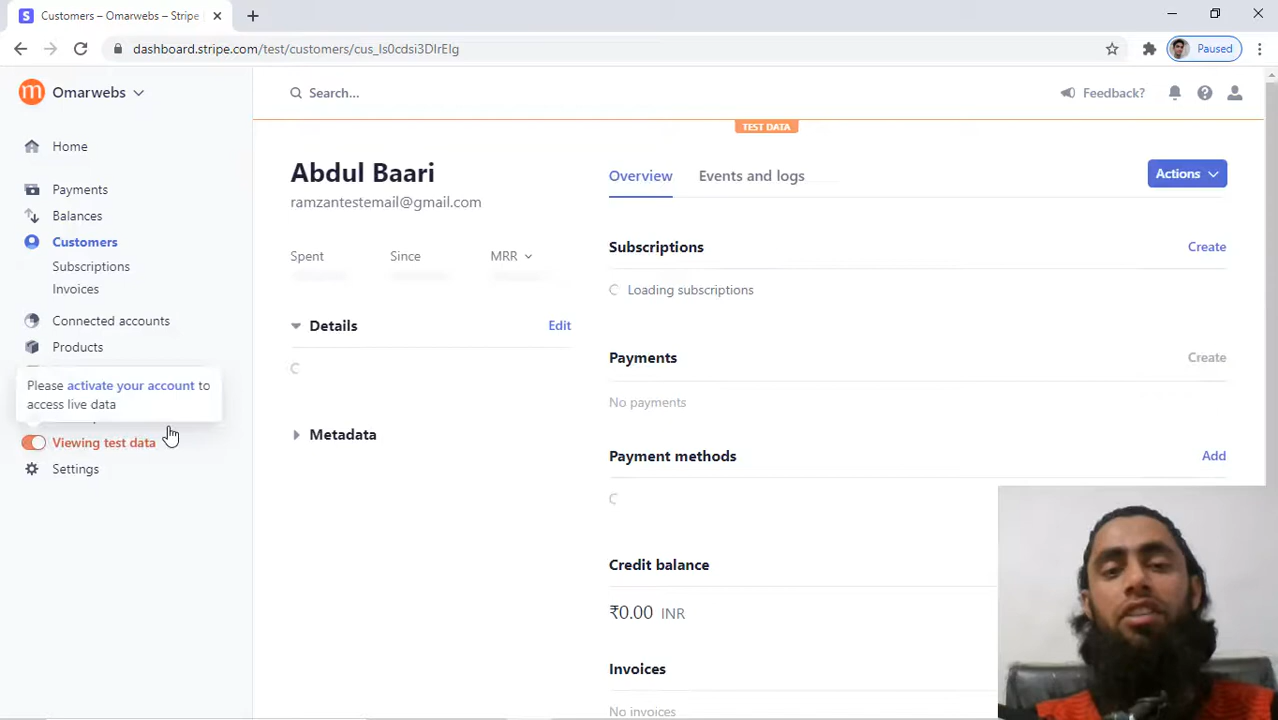 Customers – Omarwebs – Stripe
dashboard.stripe.com/test/customers/cus_Is0cdsi3DIrEIg
Paused
Omarwebs
Search...
Feedback?
TEST DATA
Home
Payments
Balances
Customers
Subscriptions
Invoices
Connected accounts
Products
Please activate your account to
access live data
Viewing test data
Settings
Abdul Baari
ramzantestemail@gmail.com
Spent
Since
MRR
Details
Edit
Metadata
Overview
Events and logs
Actions
Subscriptions
Create
Loading subscriptions
Payments
Create
No payments
Payment methods
Add
Credit balance
₹0.00 INR
Invoices
No invoices